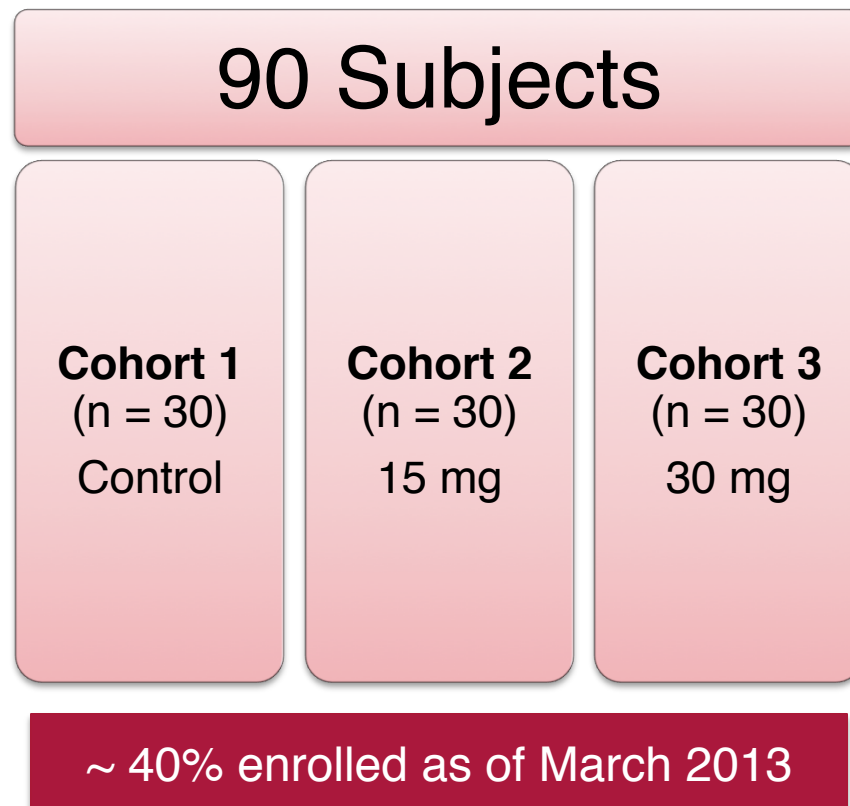 90 Subjects
Cohort 1
(n = 30)
Control
Cohort 2
(n = 30)
15 mg
Cohort 3
(n = 30)
30 mg
~ 40% enrolled as of March 2013